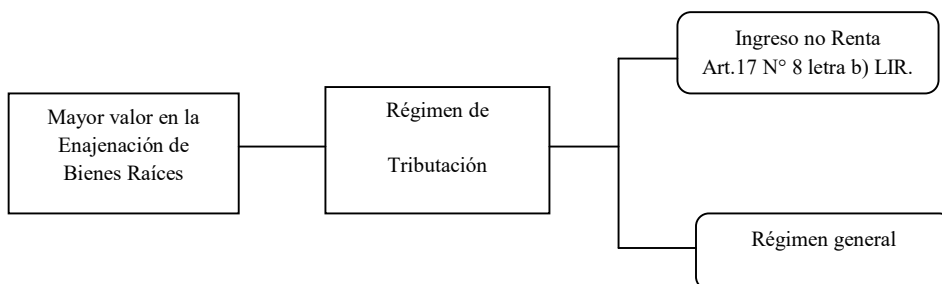 Mayor valor en la
Enajenación de
Bienes Raíces
Régimen de
Tributación
Ingreso no Renta
Art.17 N° 8 letra b) LIR.
Régimen general